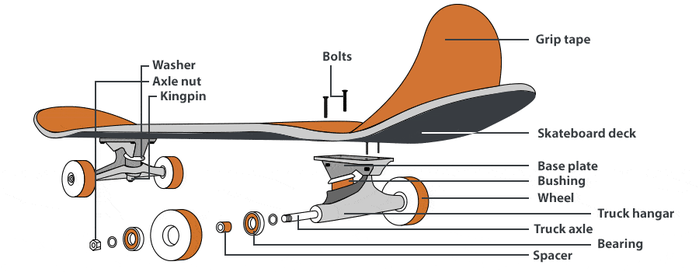 Grip tape
Bolts
Washer
Axle nut
Kingpin
Skateboard deck
Base plate
Bushing
Wheel
Truck hangar
Truck axle
Bearing
Spacer